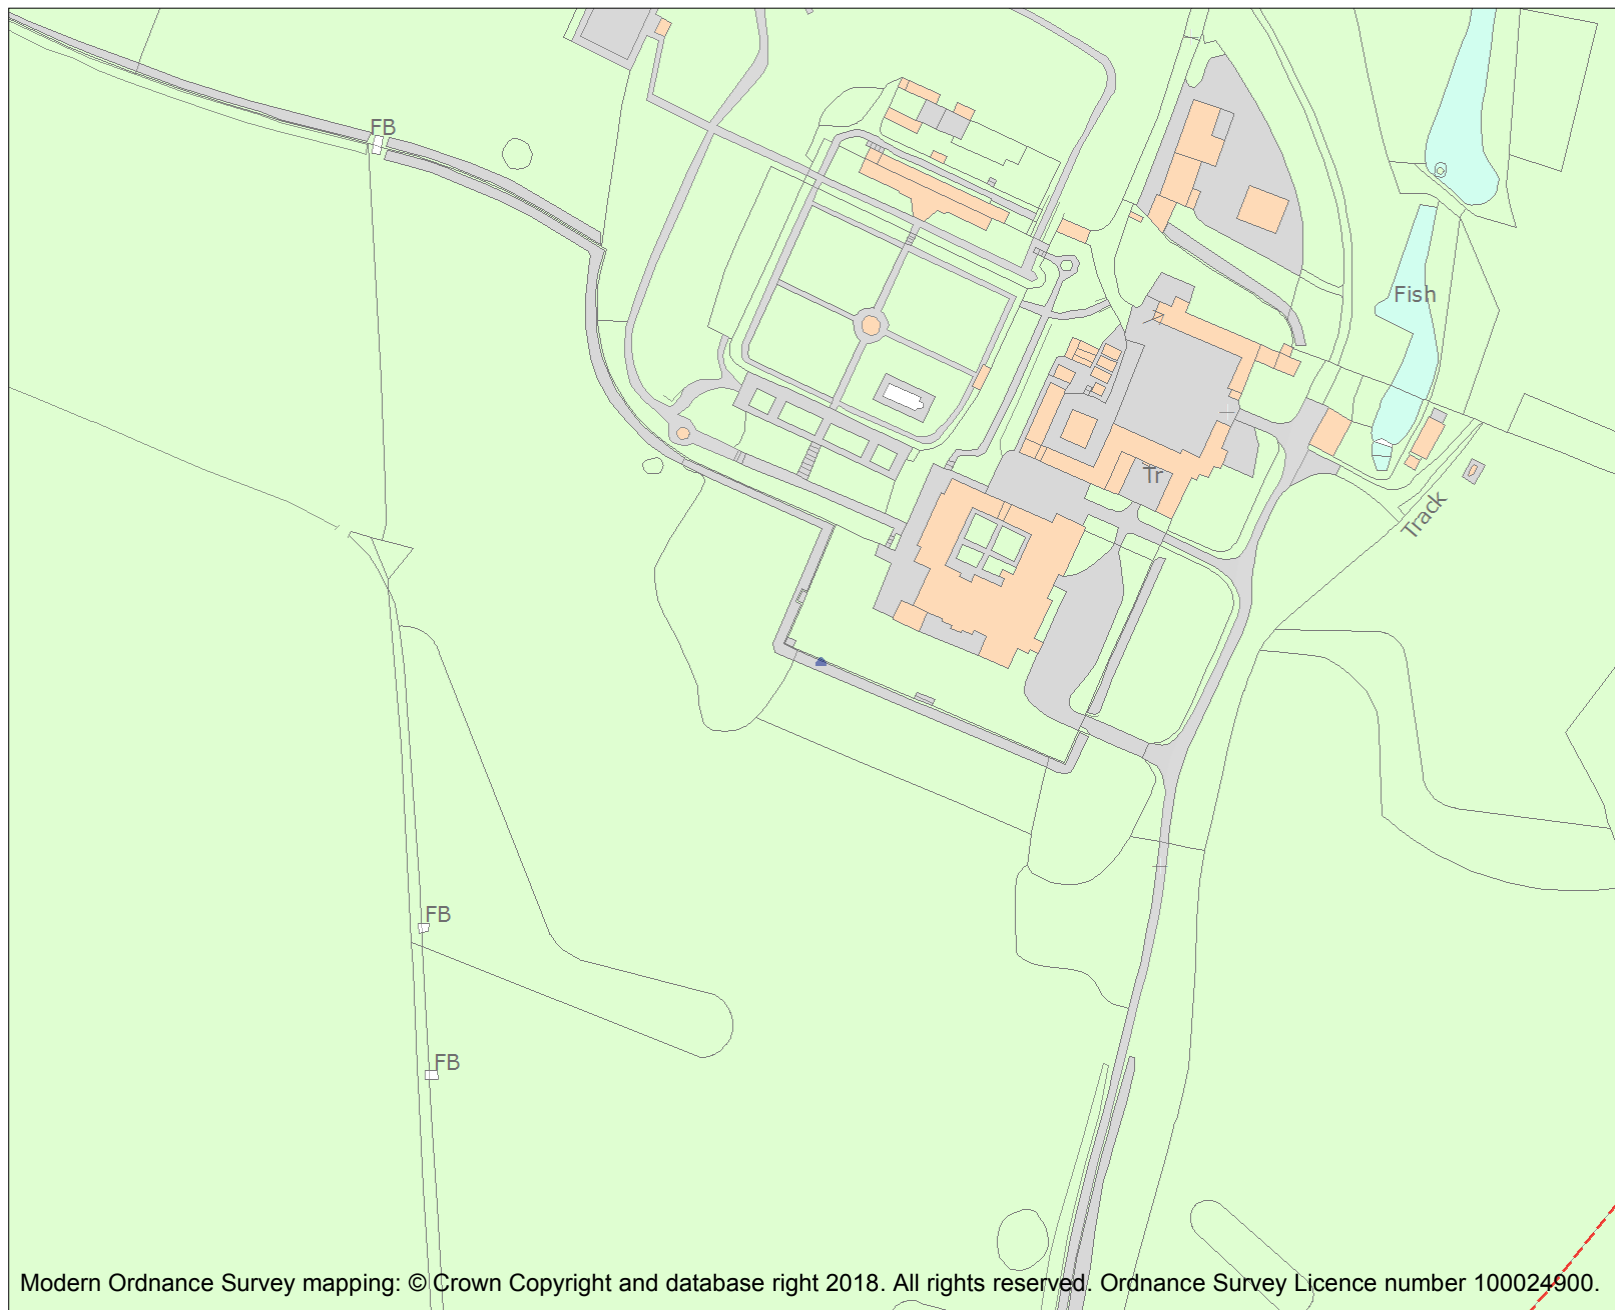 FB
Fish
Tr
Track
FB
FB
Modern Ordnance Survey mapping: © Crown Copyright and database right 2018. All rights reserved. Ordnance Survey Licence number 100024900.